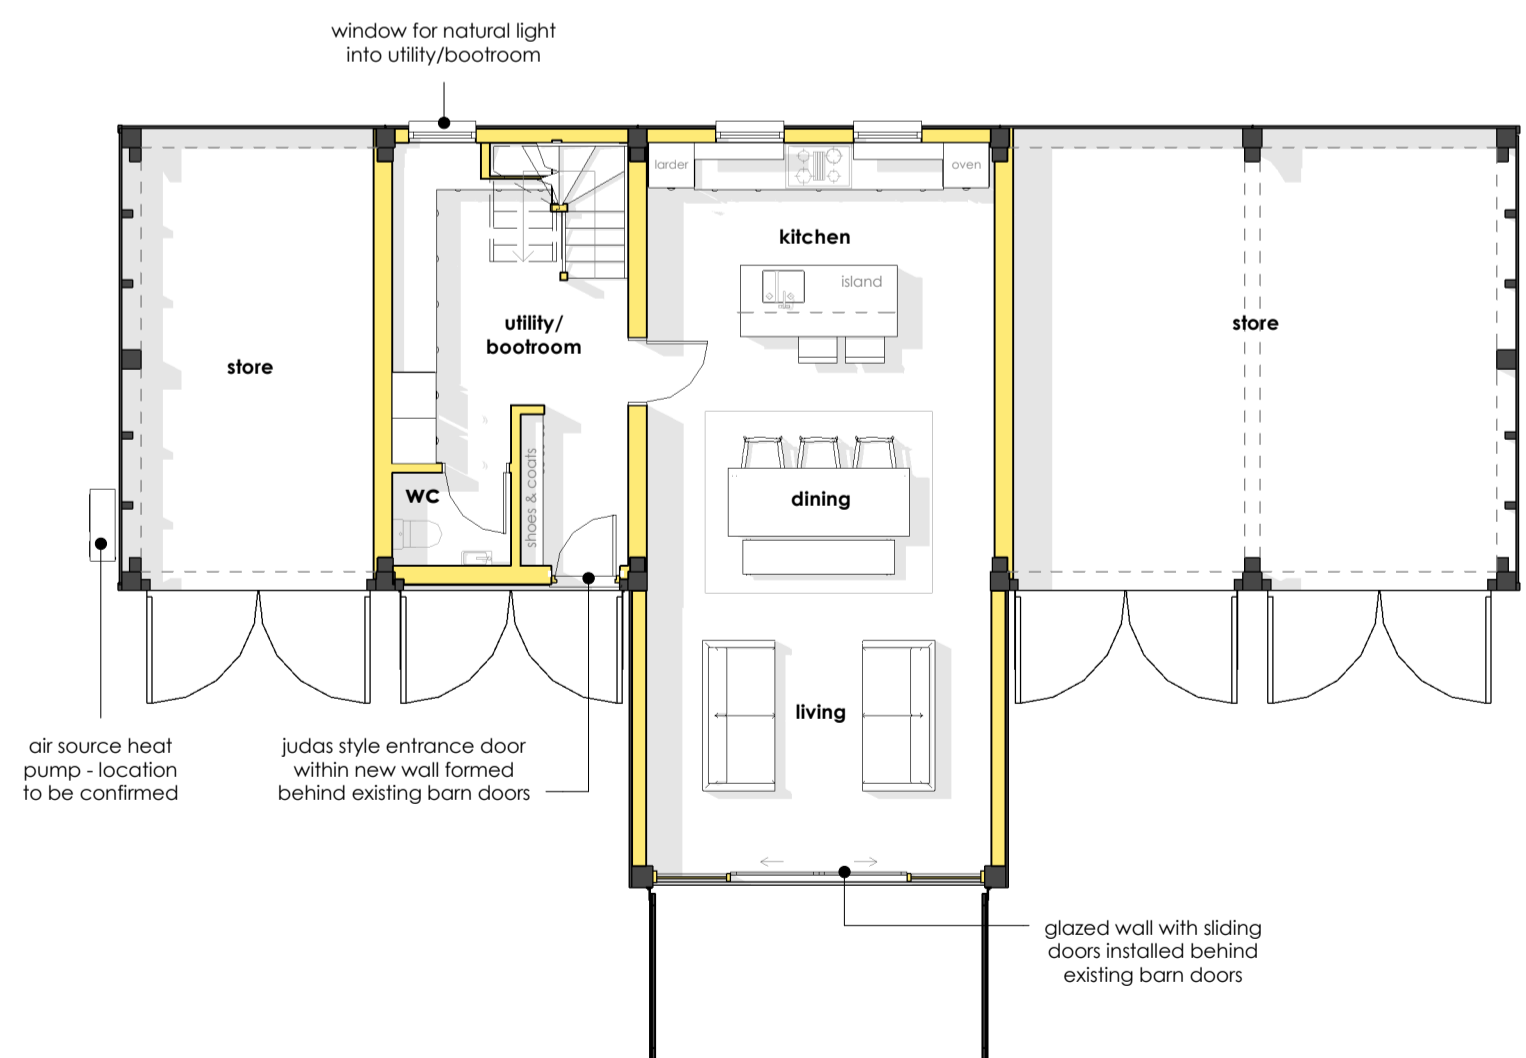 window for natural light
into utility/bootroom
larder
oven
kitchen
island
utility/
bootroom
store
store
shoes & coats
WC
dining
living
air source heat
pump - location
to be confirmed
judas style entrance door
within new wall formed
behind existing barn doors
glazed wall with sliding
doors installed behind
existing barn doors